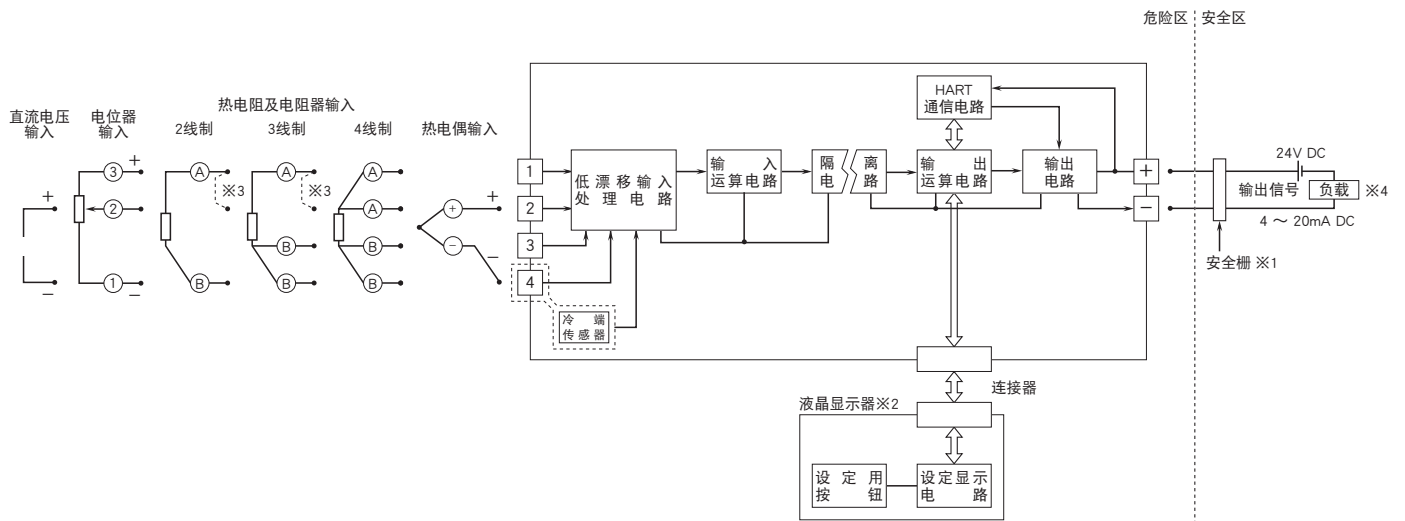 危险区 安全区
直流电压
输入
电位器
输入
热电阻及电阻器输入
2线制 3线制 4线制
热电偶输入
+
−
3 +
2
1 −
A
※3
B
A
※3
B
B
A
A
B
B
+ +
− −
1
2
3
4
冷端
传感器
低漂移输入
处理电路
输入
运算电路
隔离
电路
HART
通信电路
输出
运算电路
输出
电路
+
−
24V DC
输出信号 负载 ※4
4 ～ 20mA DC
安全栅 ※1
连接器
液晶显示器※2
设定用
按钮
设定显示
电路